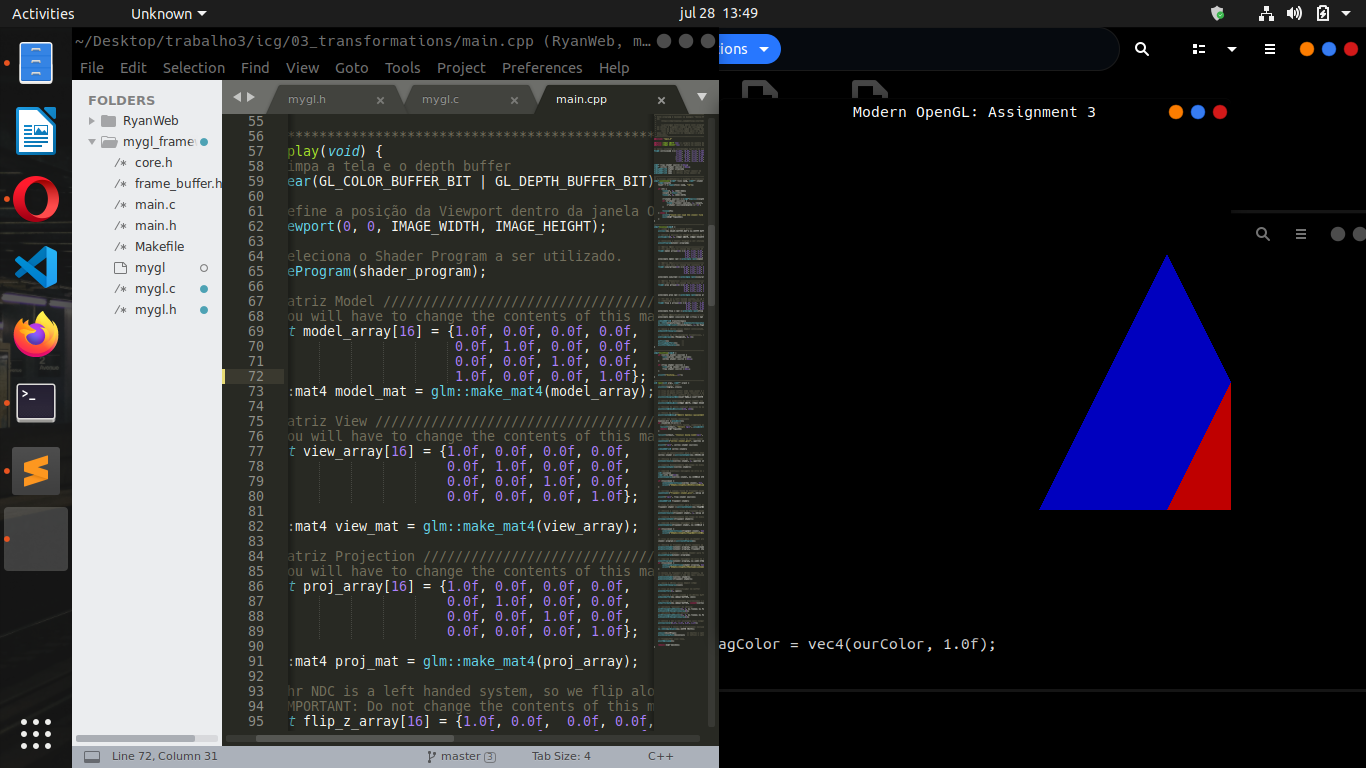 Activities
Unknown
jul 28 13:49
~/Desktop/trabalho3/icg/03_transformations/main.cpp (RyanWeb, m…
File Edit Selection Find View Goto Tools Project Preferences Help
ions
FOLDERS
RyanWeb
mygl_frame
core.h
frame_buffer.h
main.c
main.h
Makefile
mygl
mygl.c
mygl.h
mygl.h × mygl.c × main.cpp ×
55
56 **********************************************
57 play(void) {
58 impa a tela e o depth buffer
59 ear(GL_COLOR_BUFFER_BIT | GL_DEPTH_BUFFER_BIT)
60
61 efine a posição da Viewport dentro da janela O
62 ewport(0, 0, IMAGE_WIDTH, IMAGE_HEIGHT);
63
64 eleciona o Shader Program a ser utilizado.
65 eProgram(shader_program);
66
67 atriz Model //////////////////////////////////
68 ou will have to change the contents of this ma
69 t model_array[16] = {1.0f, 0.0f, 0.0f, 0.0f,
70 0.0f, 1.0f, 0.0f, 0.0f,
71 0.0f, 0.0f, 1.0f, 0.0f,
72 1.0f, 0.0f, 0.0f, 1.0f};
73 :mat4 model_mat = glm::make_mat4(model_array);
74
75 atriz View ///////////////////////////////////
76 ou will have to change the contents of this ma
77 t view_array[16] = {1.0f, 0.0f, 0.0f, 0.0f,
78 0.0f, 1.0f, 0.0f, 0.0f,
79 0.0f, 0.0f, 1.0f, 0.0f,
80 0.0f, 0.0f, 0.0f, 1.0f};
81
82 :mat4 view_mat = glm::make_mat4(view_array);
83
84 atriz Projection /////////////////////////////
85 ou will have to change the contents of this ma
86 t proj_array[16] = {1.0f, 0.0f, 0.0f, 0.0f,
87 0.0f, 1.0f, 0.0f, 0.0f,
88 0.0f, 0.0f, 1.0f, 0.0f,
89 0.0f, 0.0f, 0.0f, 1.0f};
90
91 :mat4 proj_mat = glm::make_mat4(proj_array);
92
93 hr NDC is a left handed system, so we flip alo
94 MPORTANT: Do not change the contents of this m
95 t flip_z_array[16] = {1.0f, 0.0f, 0.0f, 0.0f,
Line 72, Column 31
master 3
Tab Size: 4
C++
Modern OpenGL: Assignment 3
agColor = vec4(ourColor, 1.0f);